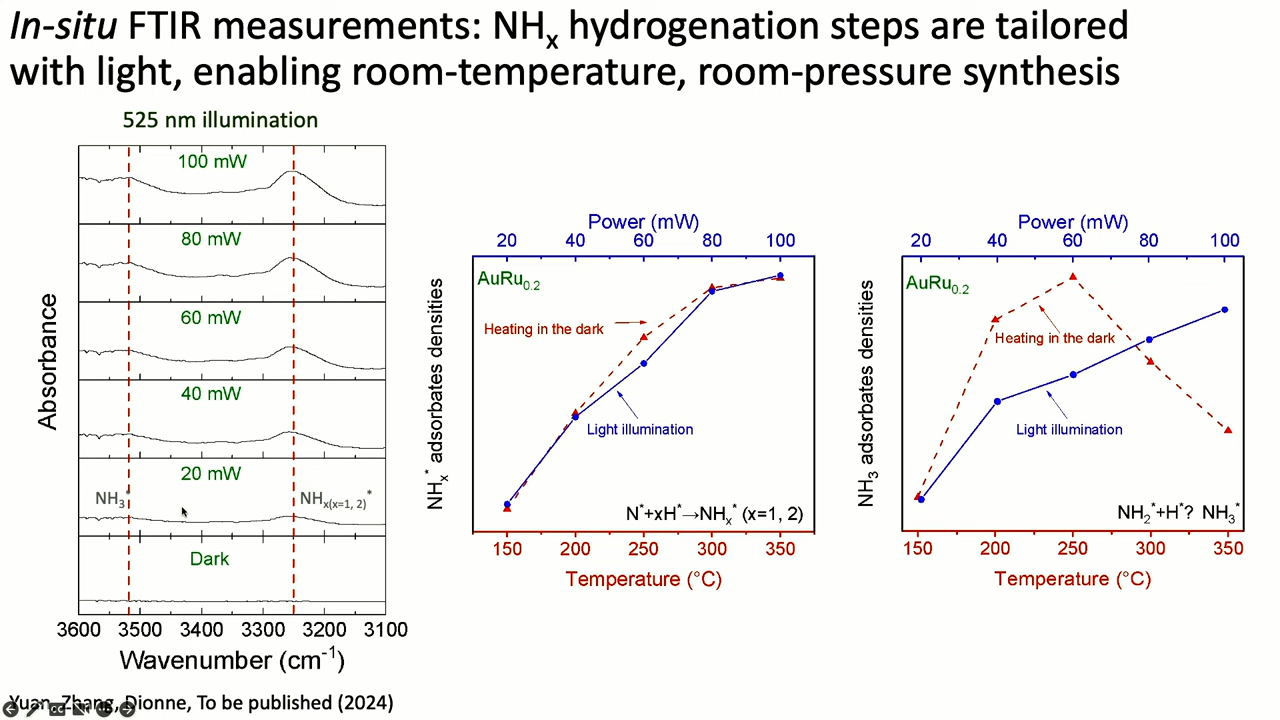 In-situ FTIR measurements: NHx hydrogenation steps are tailored
with light, enabling room-temperature, room-pressure synthesis
525 nm illumination
100 mW
80 mW
60 mW
40 mW
20 mW
NH3*
NHx(x=1, 2)*
Dark
Absorbance
3600 3500 3400 3300 3200 3100
Wavenumber (cm-1)
Power (mW)
20 40 60 80 100
AuRu0.2
Heating in the dark
Light illumination
N*+xH*→NHx* (x=1, 2)
NHx* adsorbates densities
150 200 250 300 350
Temperature (°C)
Power (mW)
20 40 60 80 100
AuRu0.2
Heating in the dark
Light illumination
NH2*+H*? NH3*
NH3 adsorbates densities
150 200 250 300 350
Temperature (°C)
Yuan, Zhang, Dionne, To be published (2024)